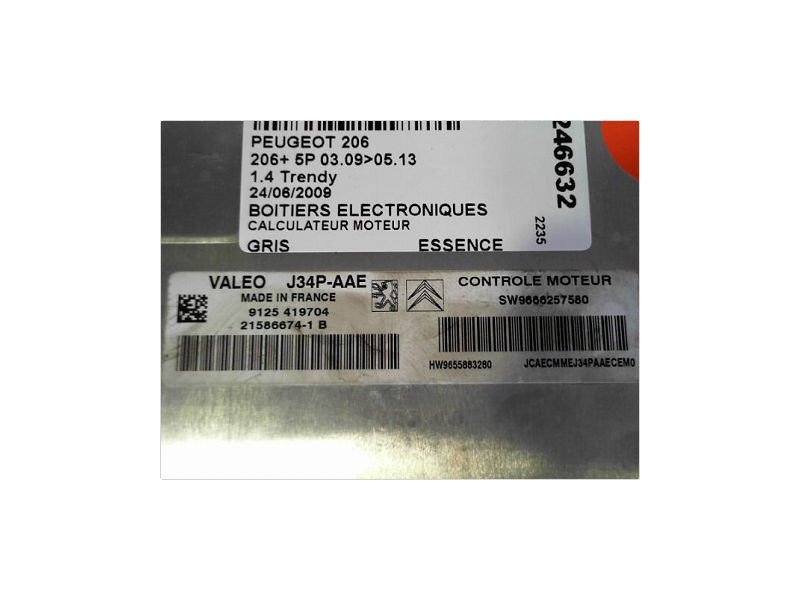 PEUGEOT 206
206+ 5P 03.09>05.13
1.4 Trendy
24/06/2009
BOITIERS ELECTRONIQUES
CALCULATEUR MOTEUR
GRIS ESSENCE
246632
2235
VALEO J34P-AAE
MADE IN FRANCE
9125 419704
21586674-1 B
CONTROLE MOTEUR
SW9666257580
HW9655883280 JCAECMMEJ34PAAECEM0